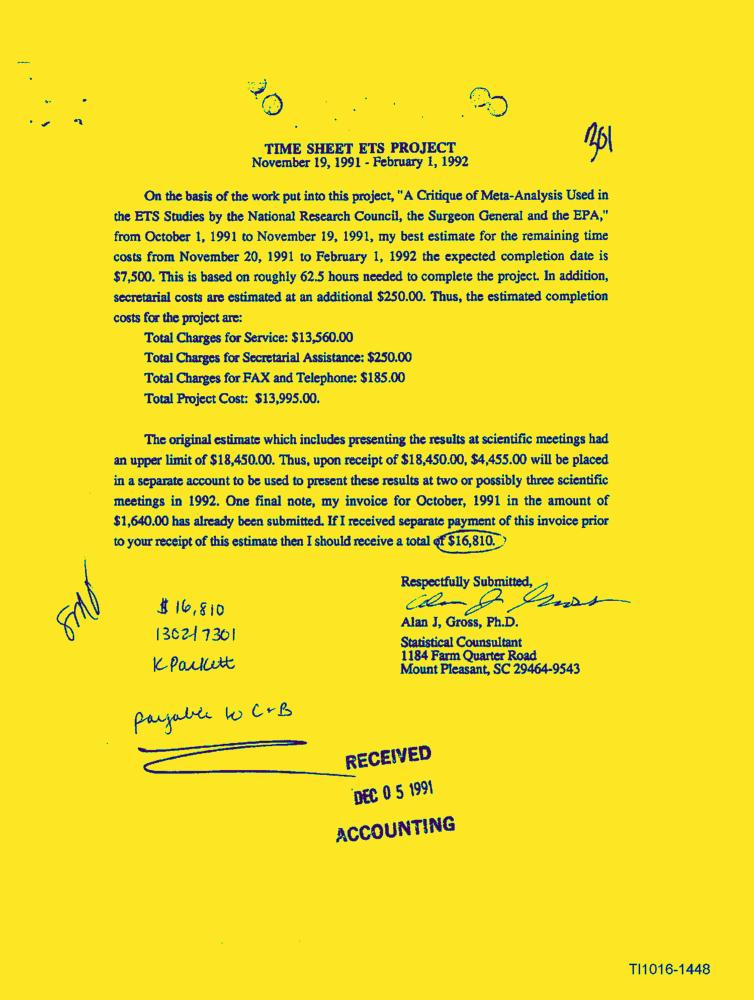 301
TIME SHEET ETS PROJECT
November 19, 1991 - February 1, 1992
On the basis of the work put into this project, "A Critique of Meta-Analysis Used in
the ETS Studies by the National Research Council, the Surgeon General and the EPA,"
from October 1, 1991 to November 19, 1991, my best estimate for the remaining time
costs from November 20, 1991 to February 1, 1992 the expected completion date is
$7,500. This is based on roughly 62.5 hours needed to complete the project. In addition,
secretarial costs are estimated at an additional $250.00. Thus, the estimated completion
costs for the project are:
Total Charges for Service: $13,560.00
Total Charges for Secretarial Assistance: $250.00
Total Charges for FAX and Telephone: $185.00
Total Project Cost: $13,995.00.
The original estimate which includes presenting the results at scientific meetings had
an upper limit of $18,450.00. Thus, upon receipt of $18,450.00, $4,455.00 will be placed
in a separate account to be used to present these results at two or possibly three scientific
meetings in 1992. One final note, my invoice for October, 1991 in the amount of
$1,640.00 has already been submitted. If I received separate payment of this invoice prior
to your receipt of this estimate then I should receive a total of $16,810.
Respectfully Submitted,
Alan J, Gross, Ph.D.
Statistical Counsultant
1184 Farm Quarter Road
Mount Pleasant, SC 29464-9543
$ 16,810
1302/7301
K Packett
payable to C+B
RECEIVED
DEC 05 1991
ACCOUNTING
TI1016-1448